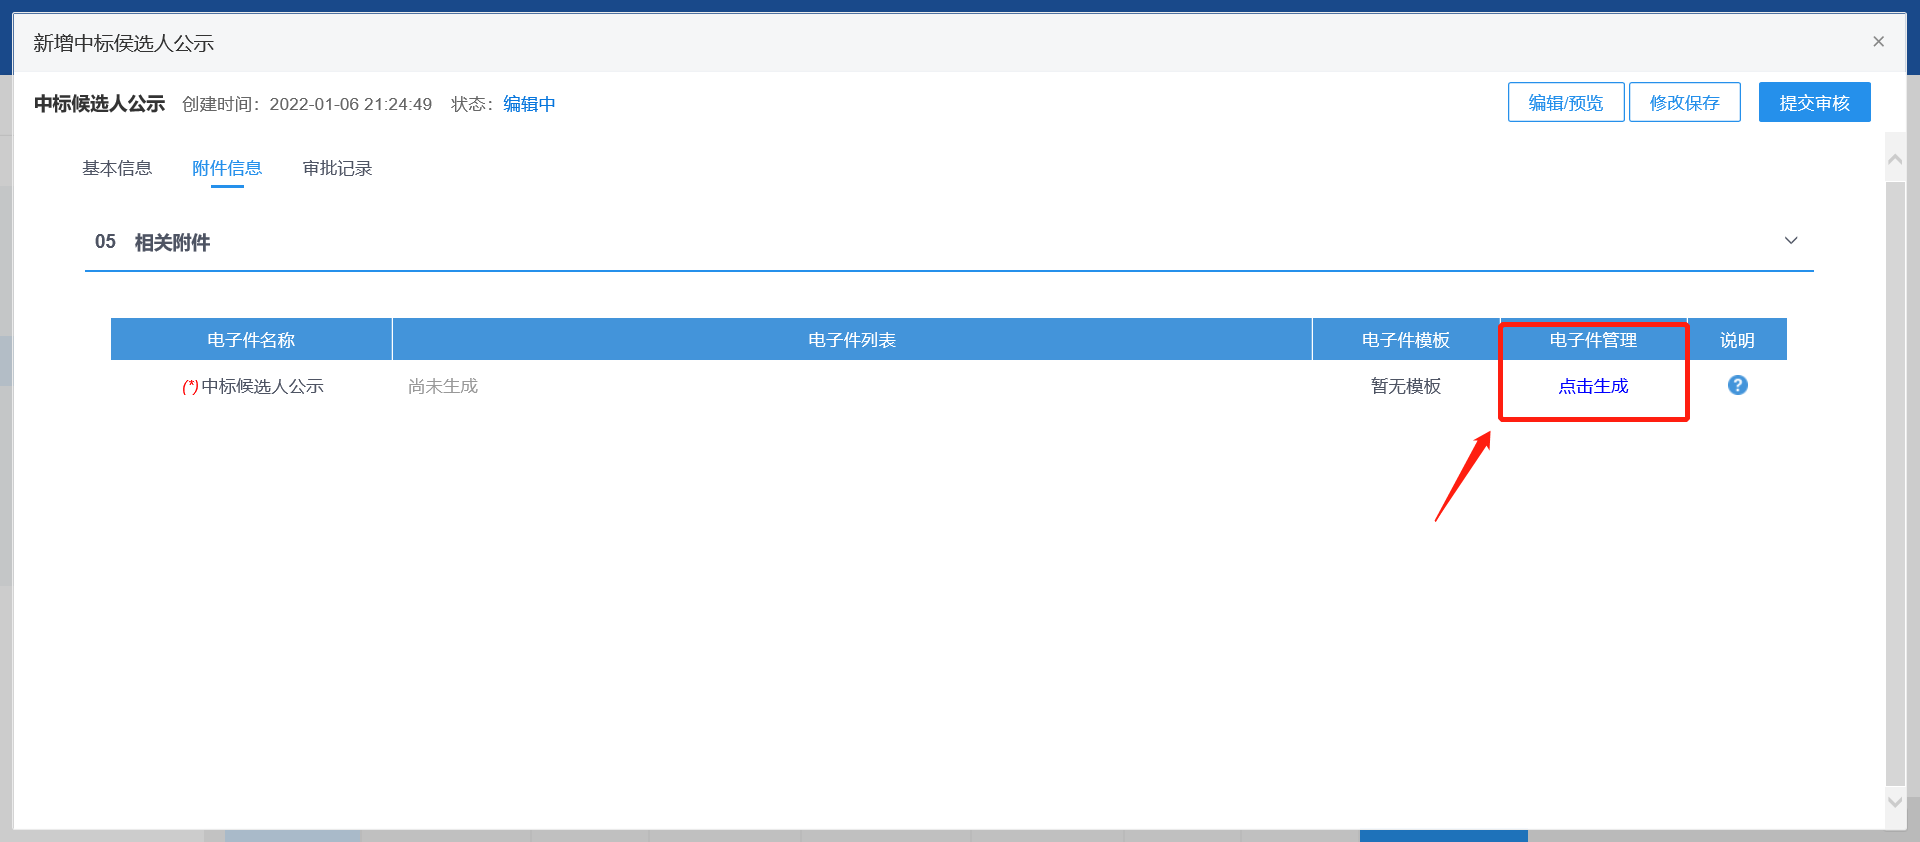 新增中标侯选人公示
×
中标候选人公示 创建时间：2022-01-06 21:24:49 状态：编辑中 编辑/预览 修改保存 提交审核
基本信息 附件信息 审批记录
05 相关附件
电子件名称 电子件列表 电子件模板 电子件管理 说明
(*)中标候选人公示 尚未生成 暂无模板 点击生成 ?